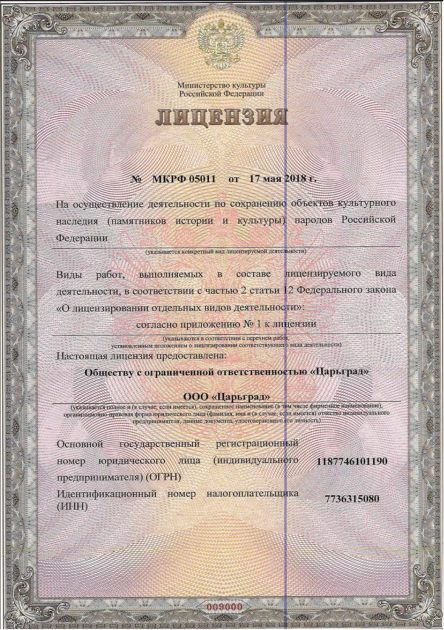 Министерство культуры
Российской Федерации
ЛИЦЕНЗИЯ
№ МКРФ 05011 от 17 мая 2018 г.
На осуществление деятельности по сохранению объектов культурного
наследия (памятников истории и культуры) народов Российской
Федерации
(указывается конкретный вид лицензируемой деятельности)
Виды работ, выполняемых в составе лицензируемого вида
деятельности, в соответствии с частью 2 статьи 12 Федерального закона
«О лицензировании отдельных видов деятельности»:
согласно приложению № 1 к лицензии
(указываются в соответствии с перечнем работ,
установленным положением о лицензировании соответствующего вида деятельности)
Настоящая лицензия предоставлена:
Обществу с ограниченной ответственностью «Царьград»
ООО «Царьград»
(указывается полное и (в случае, если имеется), сокращенное наименование (в том числе фирменное наименование),
организационно-правовая форма юридического лица (фамилия, имя и (в случае, если имеется) отчество индивидуального
предпринимателя, данные документа, удостоверяющего его личность)
Основной государственный регистрационный
номер юридического лица (индивидуального
предпринимателя) (ОГРН)
1187746101190
Идентификационный номер налогоплательщика
(ИНН)
7736315080
009000